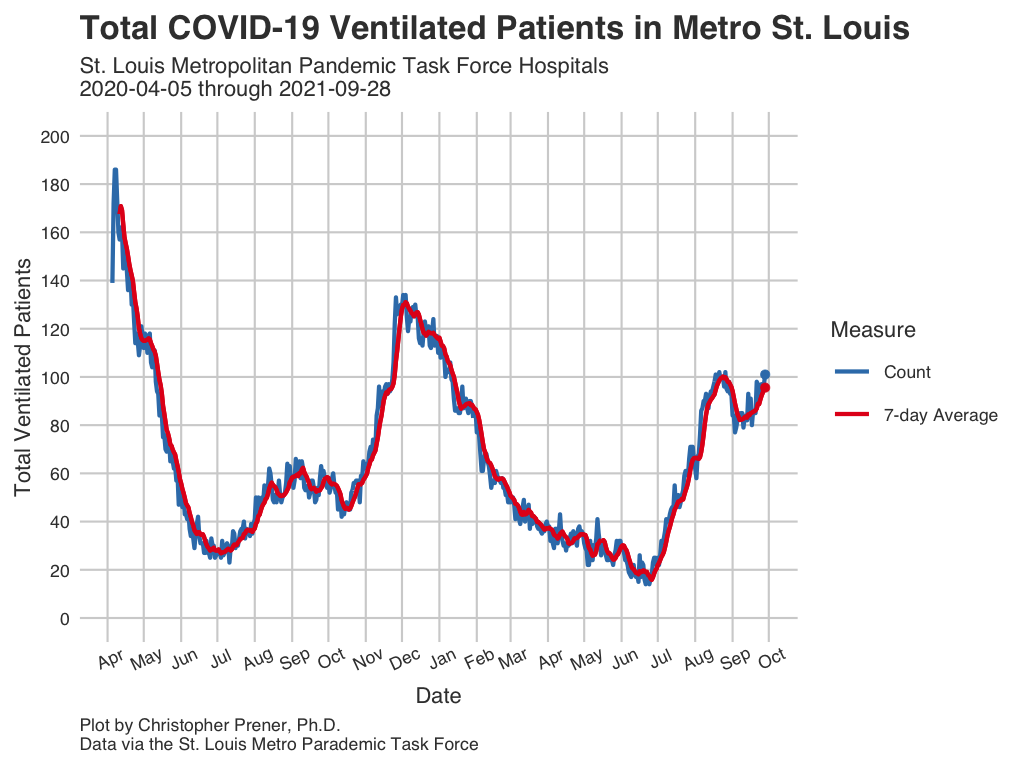 Total COVID-19 Ventilated Patients in Metro St. Louis
St. Louis Metropolitan Pandemic Task Force Hospitals
2020-04-05 through 2021-09-28
Total Ventilated Patients
200
180
160
140
120
100
80
60
40
20
0
Apr May Jun Jul Aug Sep Oct Nov Dec Jan Feb Mar Apr May Jun Jul Aug Sep Oct
Date
Measure
Count
7-day Average
Plot by Christopher Prener, Ph.D.
Data via the St. Louis Metro Parademic Task Force